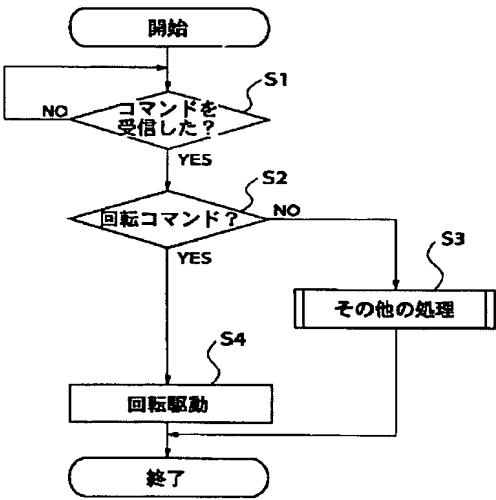 開始
S1
コマンドを
受信した？
NO
YES
S2
回転コマンド？
NO
YES
S3
その他の処理
S4
回転駆動
終了